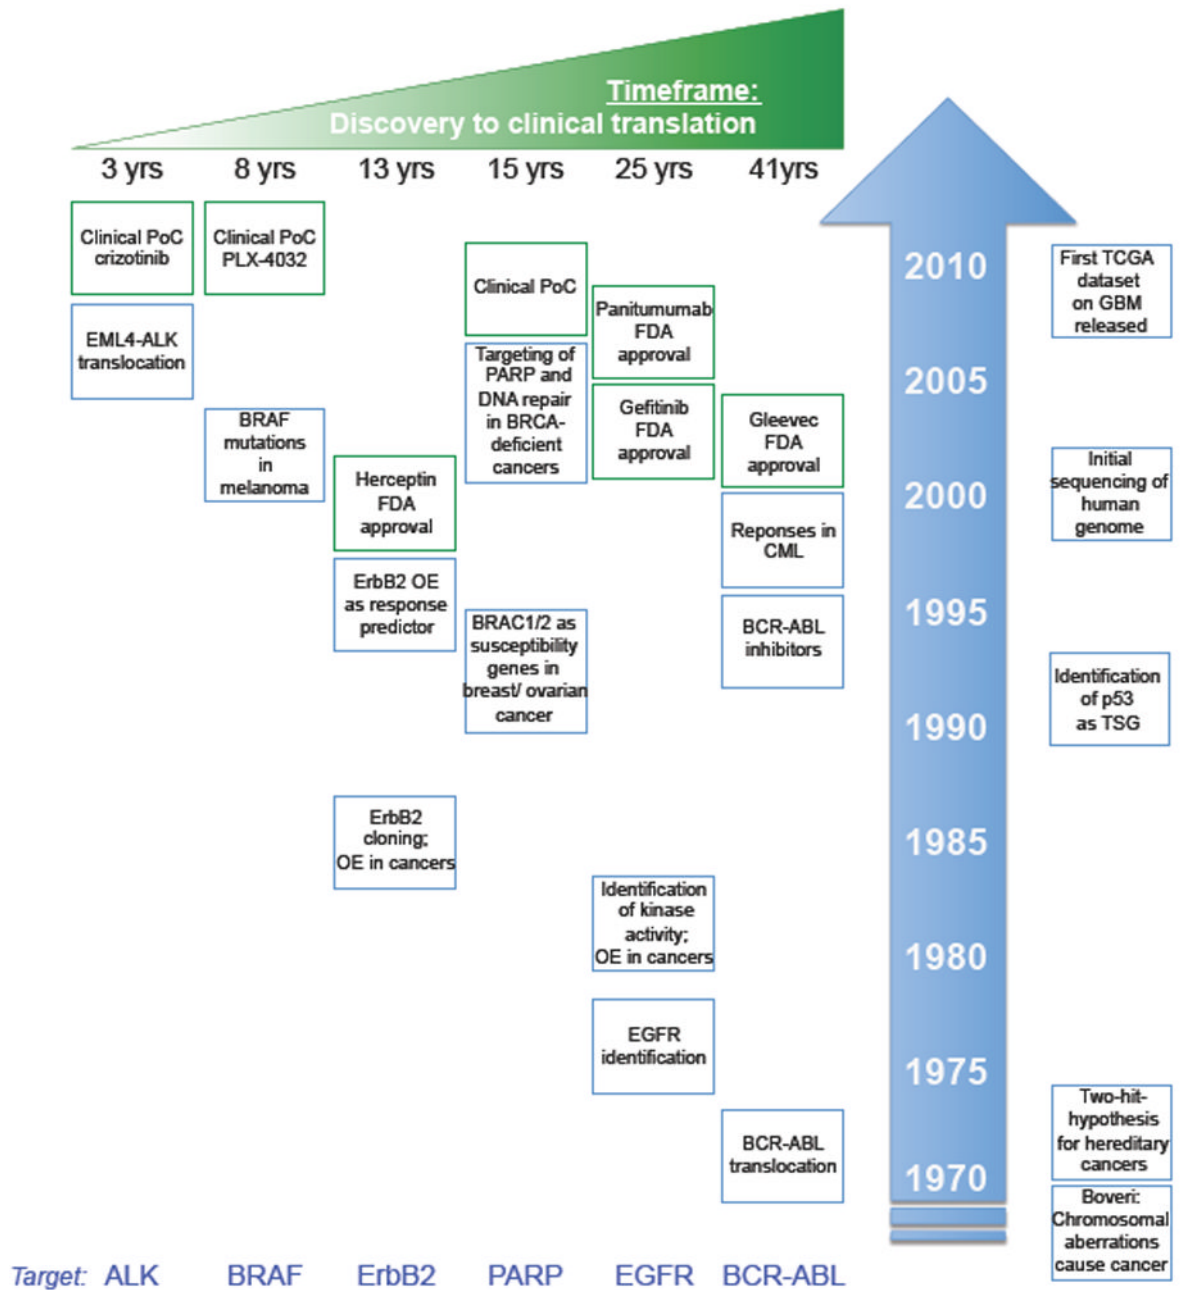 Timeframe:
Discovery to clinical translation
3 yrs
8 yrs
13 yrs
15 yrs
25 yrs
41yrs
Clinical PoC
crizotinib
EML4-ALK
translocation
Clinical PoC
PLX-4032
BRAF
mutations
in
melanoma
Herceptin
FDA
approval
ErbB2 OE
as response
predictor
ErbB2
cloning;
OE in cancers
Clinical PoC
Targeting of
PARP and
DNA repair
in BRCA-
deficient
cancers
BRAC1/2 as
susceptibility
genes in
breast/ ovarian
cancer
Panitumumab
FDA
approval
Gefitinib
FDA
approval
Identification
of kinase
activity;
OE in cancers
EGFR
identification
Gleevec
FDA
approval
Reponses in
CML
BCR-ABL
inhibitors
BCR-ABL
translocation
2010
2005
2000
1995
1990
1985
1980
1975
1970
First TCGA
dataset
on GBM
released
Initial
sequencing of
human
genome
Identification
of p53
as TSG
Two-hit-
hypothesis
for hereditary
cancers
Boveri:
Chromosomal
aberrations
cause cancer
Target: ALK BRAF ErbB2 PARP EGFR BCR-ABL